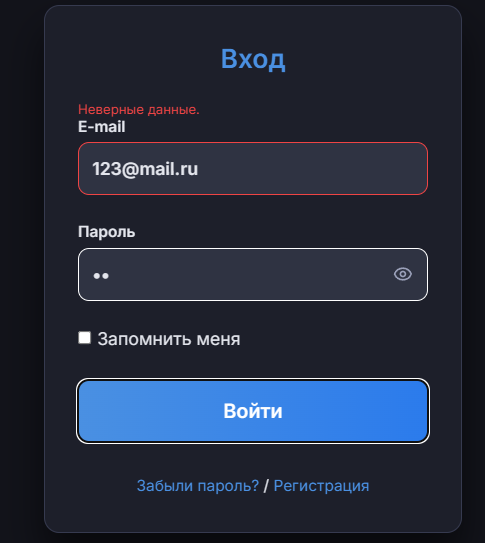 Вход
Неверные данные.
E-mail
123@mail.ru
Пароль
••
Запомнить меня
Войти
Забыли пароль? / Регистрация